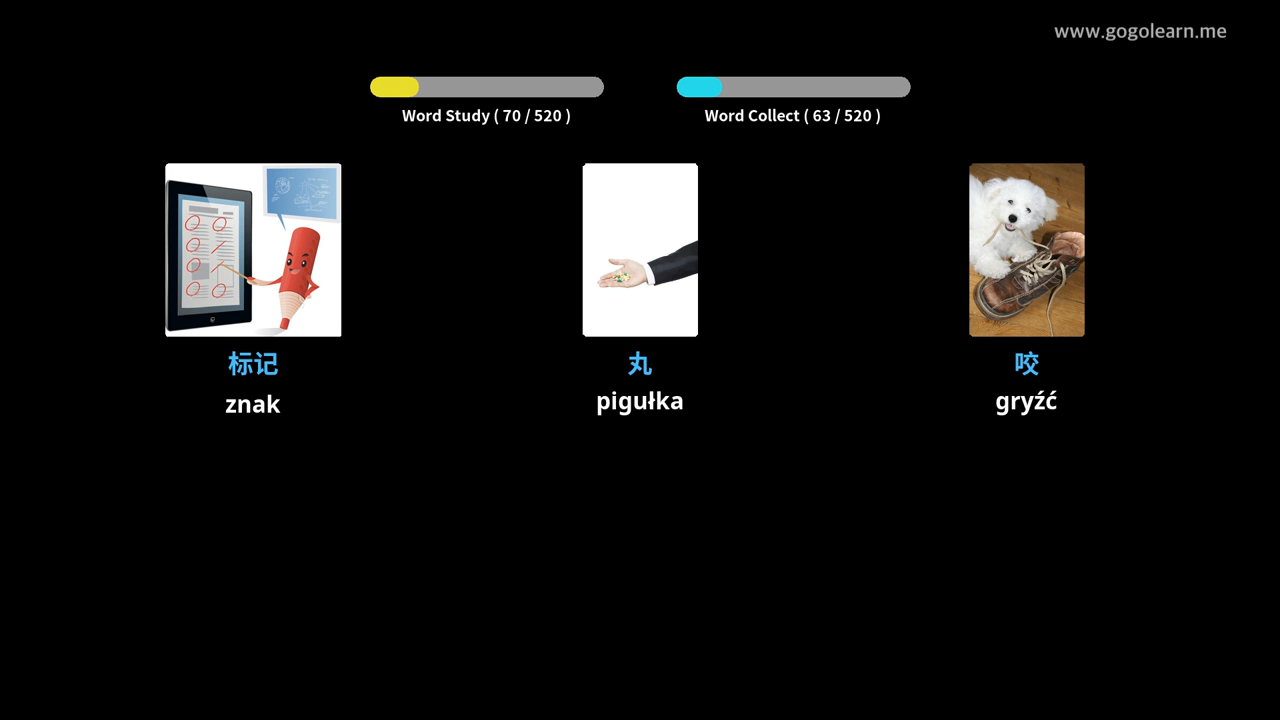 www.gogolearn.me
Word Study ( 70 / 520 )
Word Collect ( 63 / 520 )
标记
znak
丸
pigułka
咬
gryźć